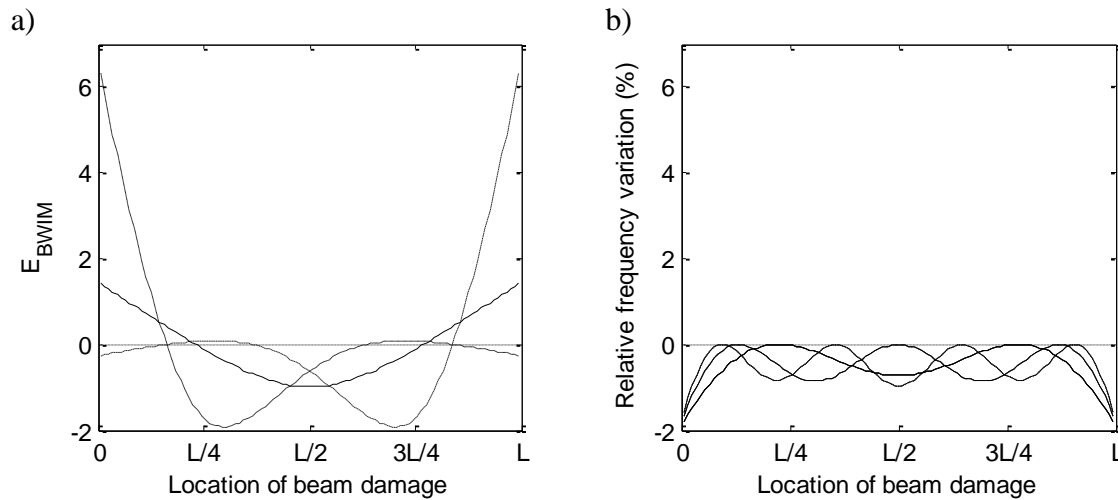 a)
E_BWIM
6
4
2
0
-2
0 L/4 L/2 3L/4 L
Location of beam damage
b)
Relative frequency variation (%)
6
4
2
0
-2
0 L/4 L/2 3L/4 L
Location of beam damage